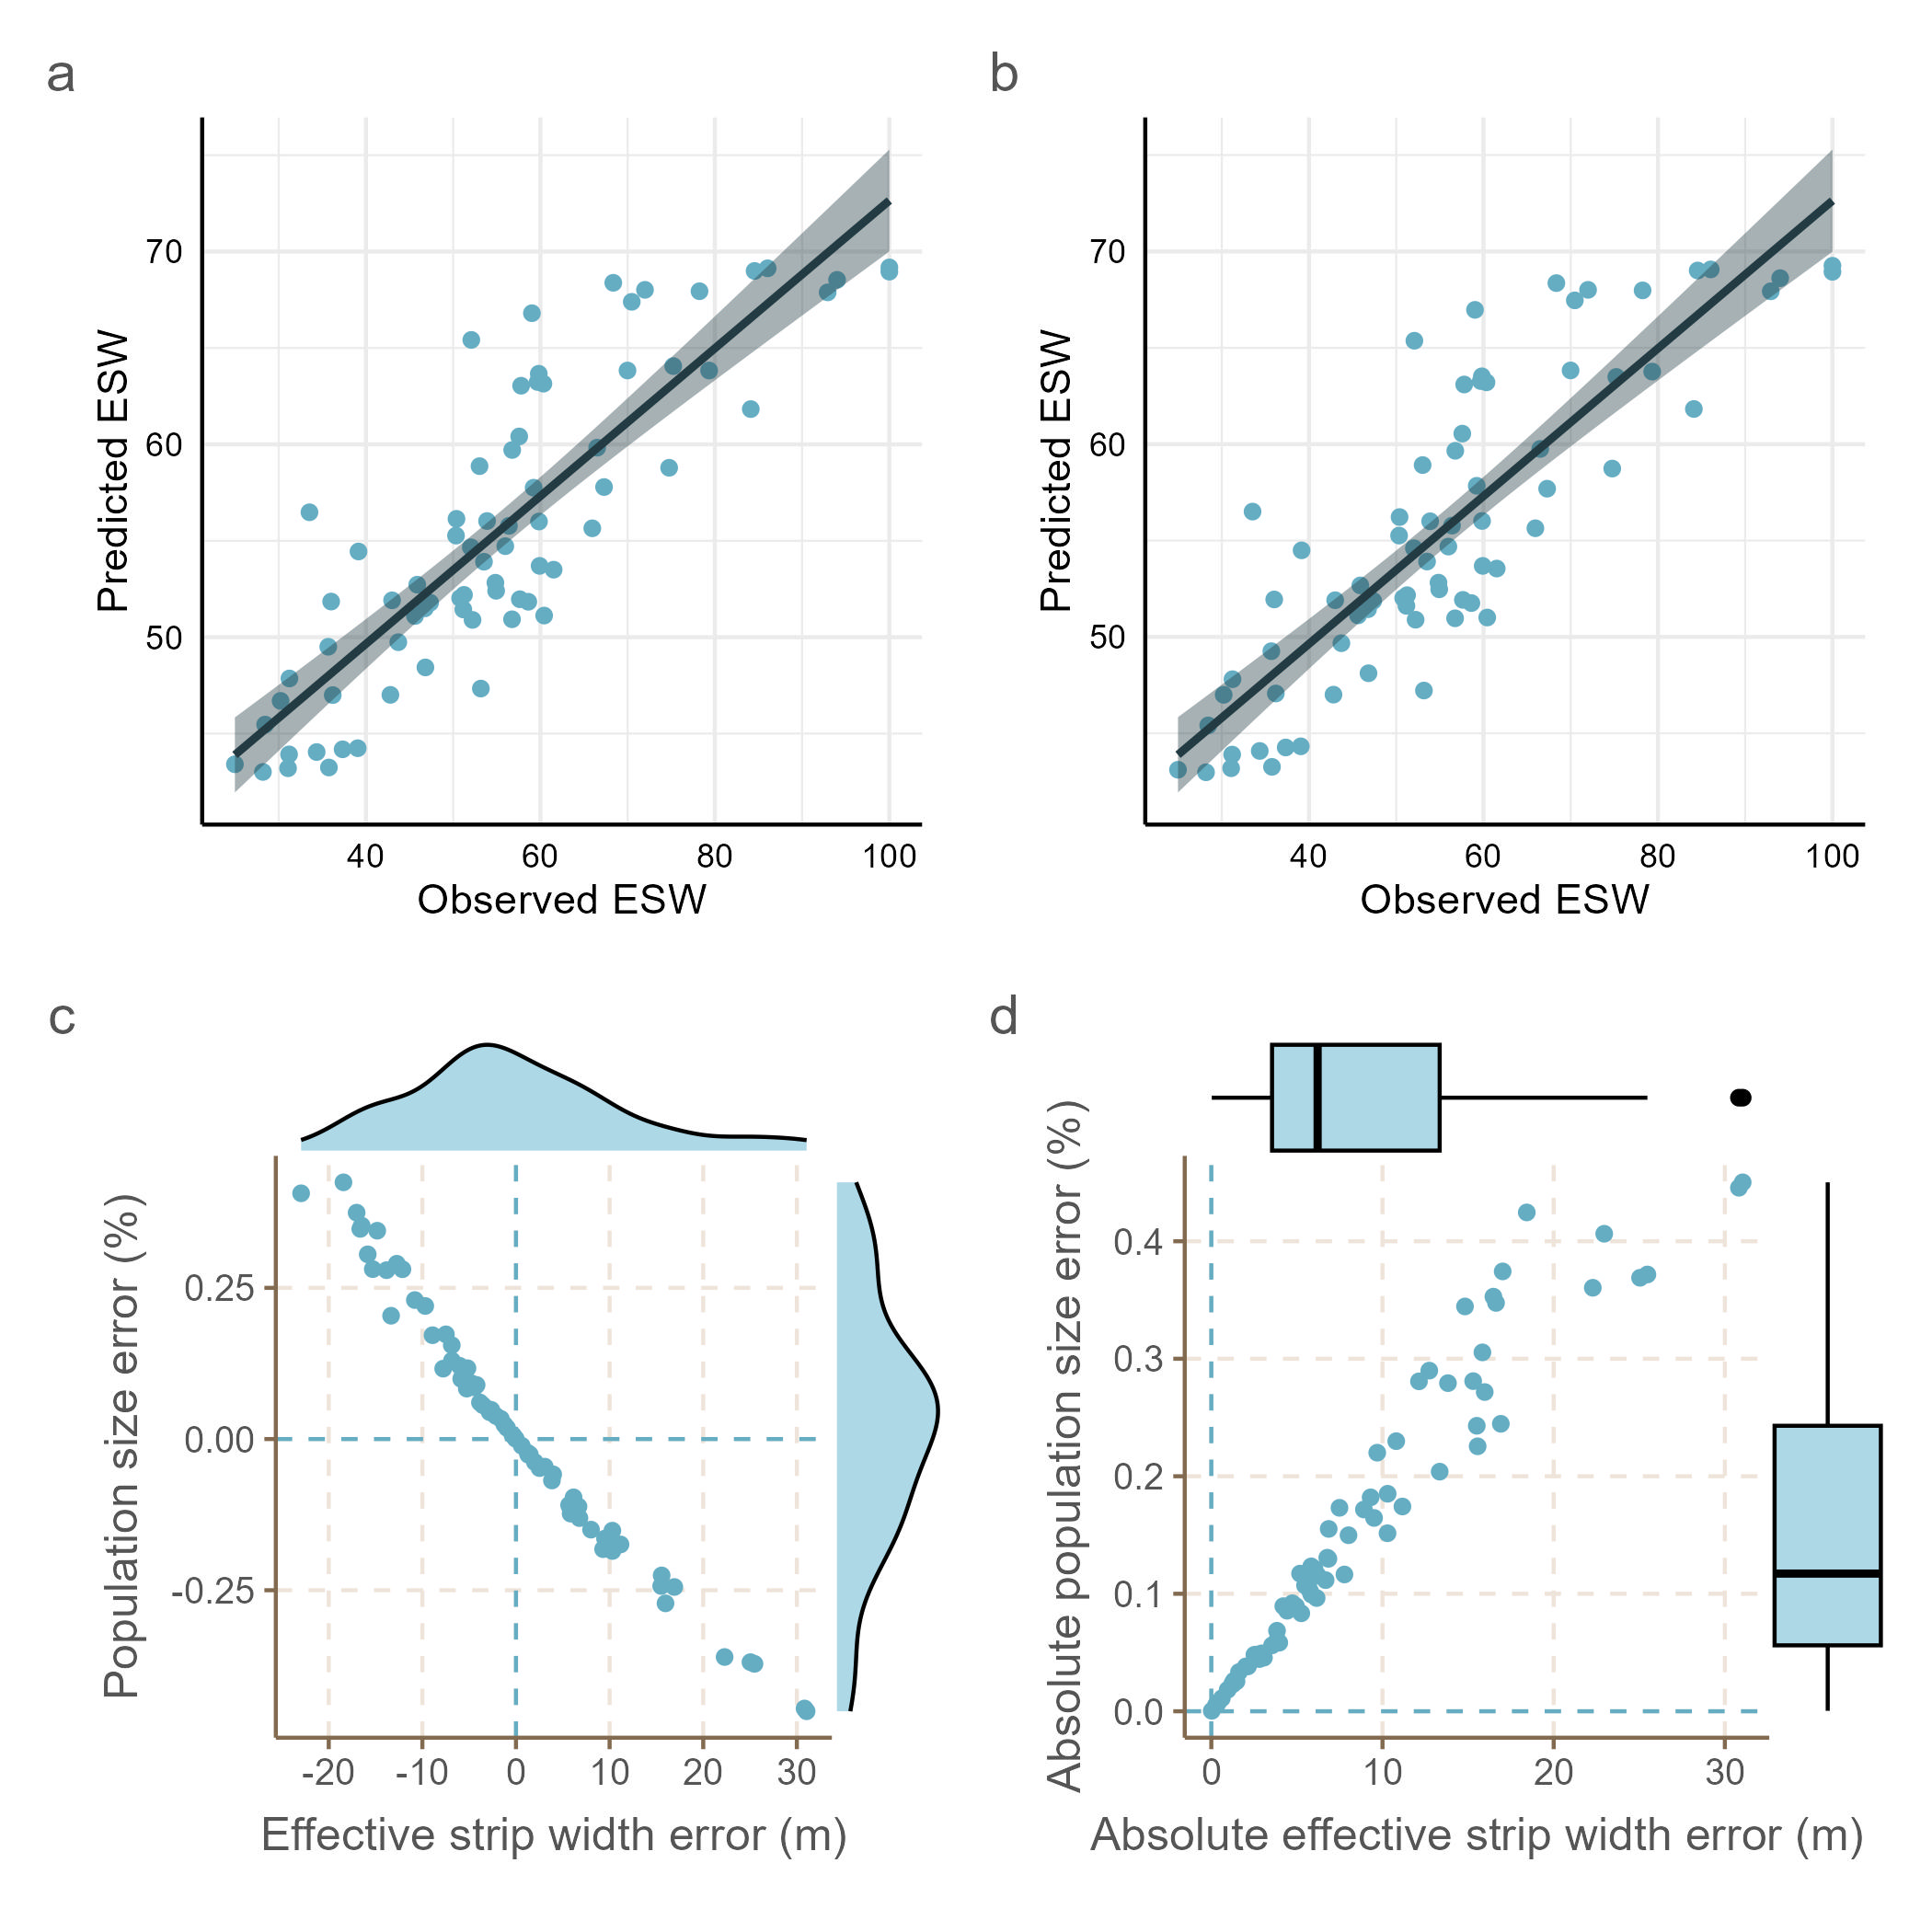 a
70
60
50
Predicted ESW
40 60 80 100
Observed ESW
b
70
60
50
Predicted ESW
40 60 80 100
Observed ESW
c
0.25
0.00
-0.25
Population size error (%)
-20 -10 0 10 20 30
Effective strip width error (m)
d
0.4
0.3
0.2
0.1
0.0
Absolute population size error (%)
0 10 20 30
Absolute effective strip width error (m)